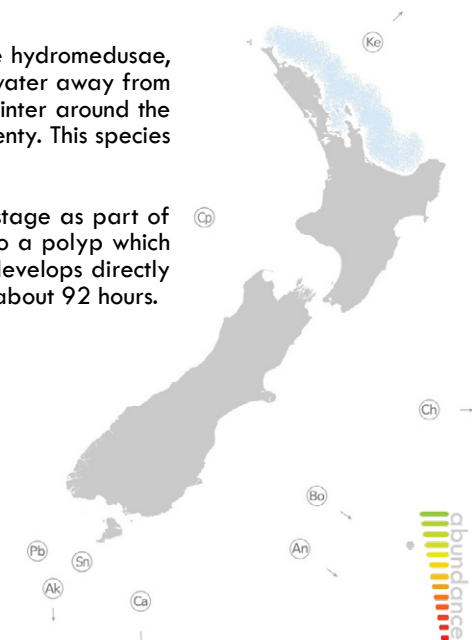 hydromedusae,
water away from
inter around the
enty. This species
stage as part of
o a polyp which
develops directly
about 92 hours.
Ke
Cp
Ch
Bo
An
Pb
Sn
Ak
Ca
abundance